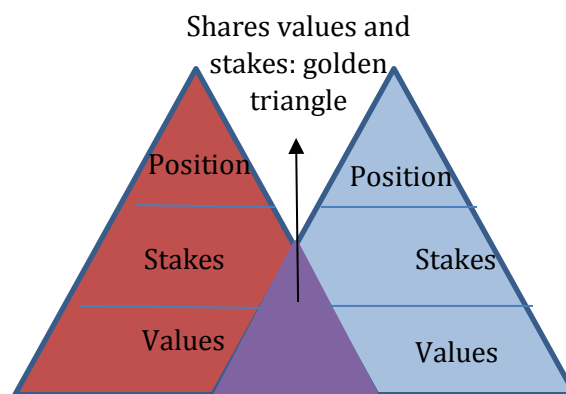 Shares values and
stakes: golden
triangle
Position
Position
Stakes
Stakes
Values
Values